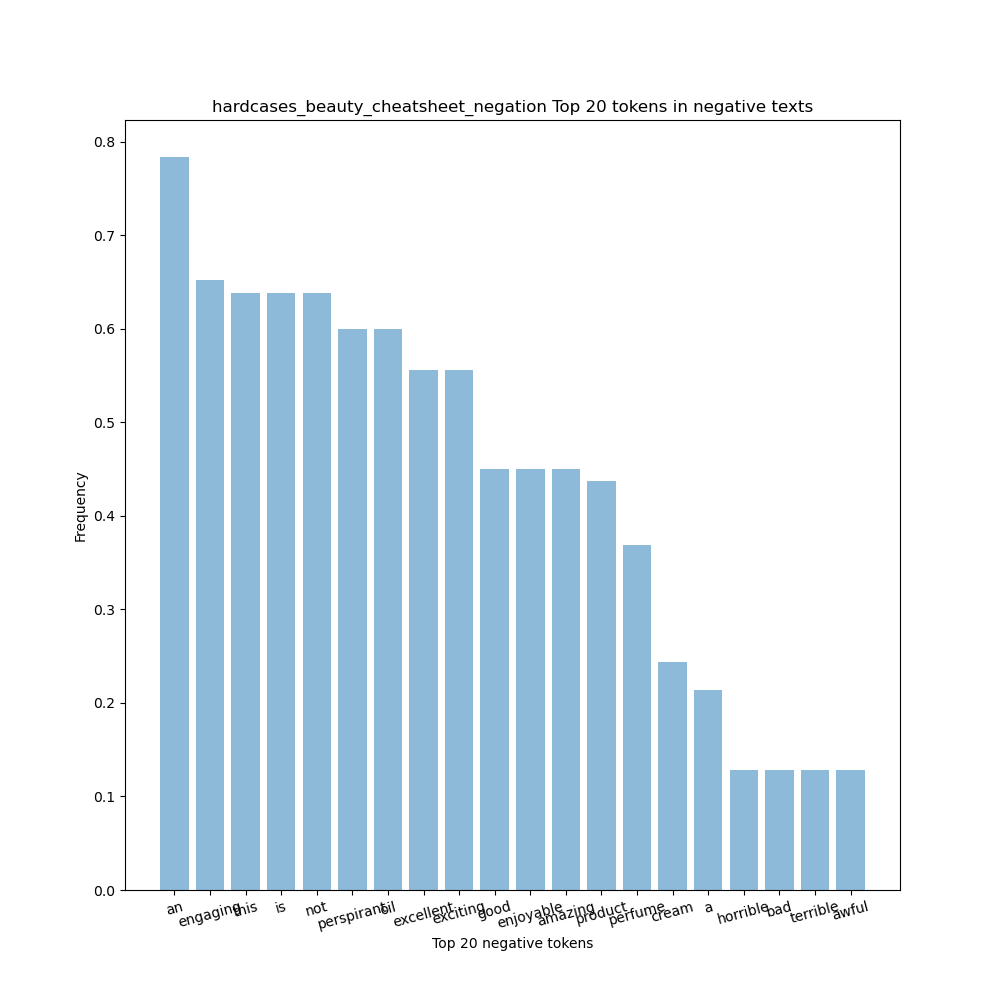 hardcases_beauty_cheatsheet_negation Top 20 tokens in negative texts
0.8
0.7
0.6
0.5
0.4
0.3
0.2
0.1
0.0
Frequency
an engaging this is not perspirant oil excellent exciting good enjoyable amazing product perfume cream a horrible bad terrible awful
Top 20 negative tokens